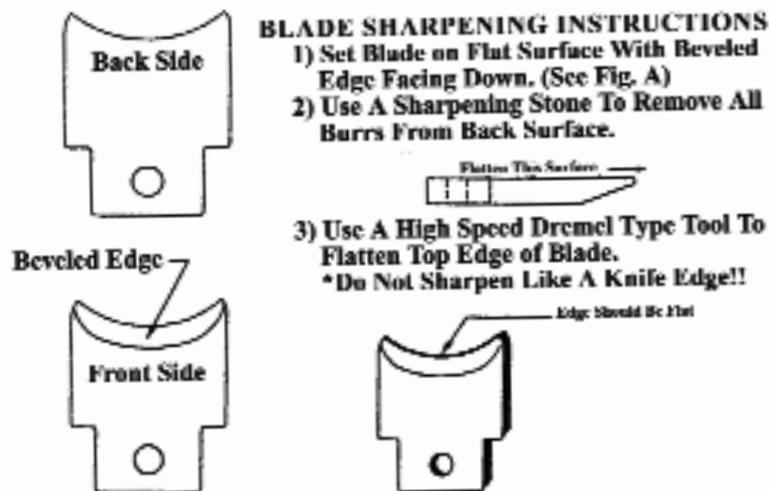 BLADE SHARPENING INSTRUCTIONS
1) Set Blade on Flat Surface With Beveled
Edge Facing Down. (See Fig. A)
2) Use A Sharpening Stone To Remove All
Burrs From Back Surface.
Flatten This Surface
3) Use A High Speed Dremel Type Tool To
Flatten Top Edge of Blade.
*Do Not Sharpen Like A Knife Edge!!
Edge Should Be Flat
Back Side
Beveled Edge
Front Side